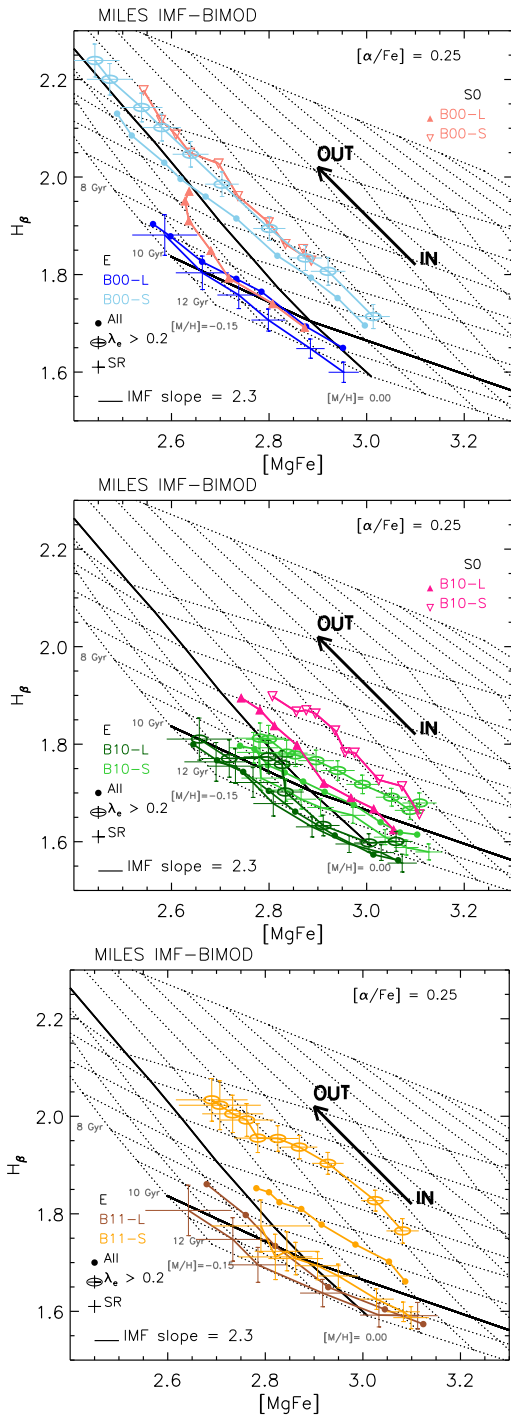 MILES IMF-BIMOD
[α/Fe] = 0.25
S0
B00-L
B00-S
OUT
IN
8 Gyr
10 Gyr
12 Gyr
[M/H]=-0.15
[M/H]= 0.00
E
B00-L
B00-S
All
λe > 0.2
SR
IMF slope = 2.3
Hβ
2.2
2.0
1.8
1.6
2.6 2.8 3.0 3.2
[MgFe]
MILES IMF-BIMOD
[α/Fe] = 0.25
S0
B10-L
B10-S
OUT
IN
8 Gyr
10 Gyr
12 Gyr
[M/H]=-0.15
[M/H]= 0.00
E
B10-L
B10-S
All
λe > 0.2
SR
IMF slope = 2.3
Hβ
2.2
2.0
1.8
1.6
2.6 2.8 3.0 3.2
[MgFe]
MILES IMF-BIMOD
[α/Fe] = 0.25
OUT
IN
8 Gyr
10 Gyr
12 Gyr
[M/H]=-0.15
[M/H]= 0.00
E
B11-L
B11-S
All
λe > 0.2
SR
IMF slope = 2.3
Hβ
2.2
2.0
1.8
1.6
2.6 2.8 3.0 3.2
[MgFe]